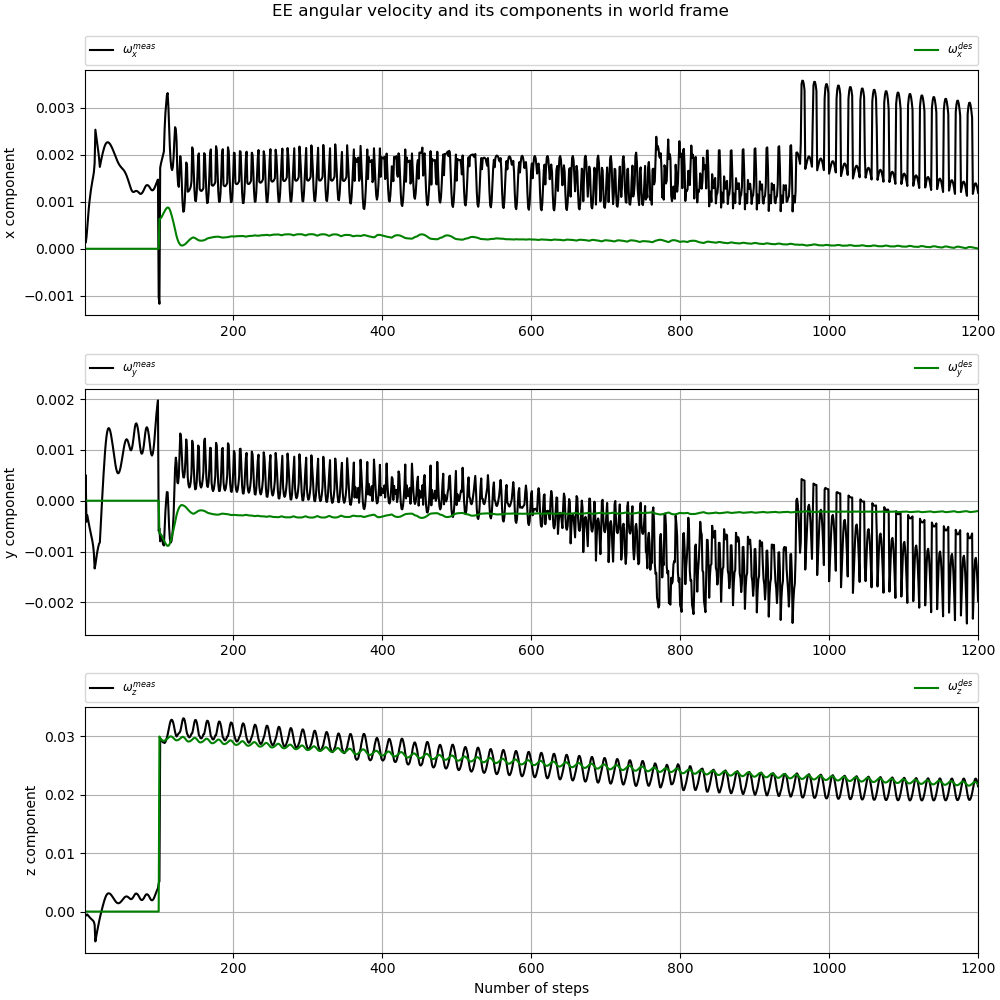 EE angular velocity and its components in world frame
ω_x^meas ω_x^des
0.003
0.002
0.001
0.000
−0.001
x component
200 400 600 800 1000 1200
ω_y^meas ω_y^des
0.002
0.001
0.000
−0.001
−0.002
y component
200 400 600 800 1000 1200
ω_z^meas ω_z^des
0.03
0.02
0.01
0.00
z component
200 400 600 800 1000 1200
Number of steps